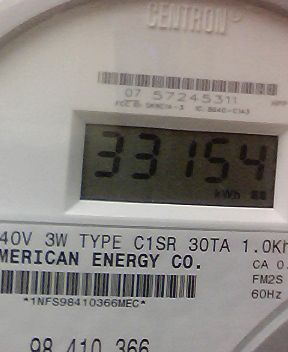 CENTRON®
07 57245311
33154
kWh
40V 3W TYPE C1SR 30TA 1.0Kh
MERICAN ENERGY CO.
CA 0.
FM2S
*1NFS98410366MEC*
60Hz
98 410 366